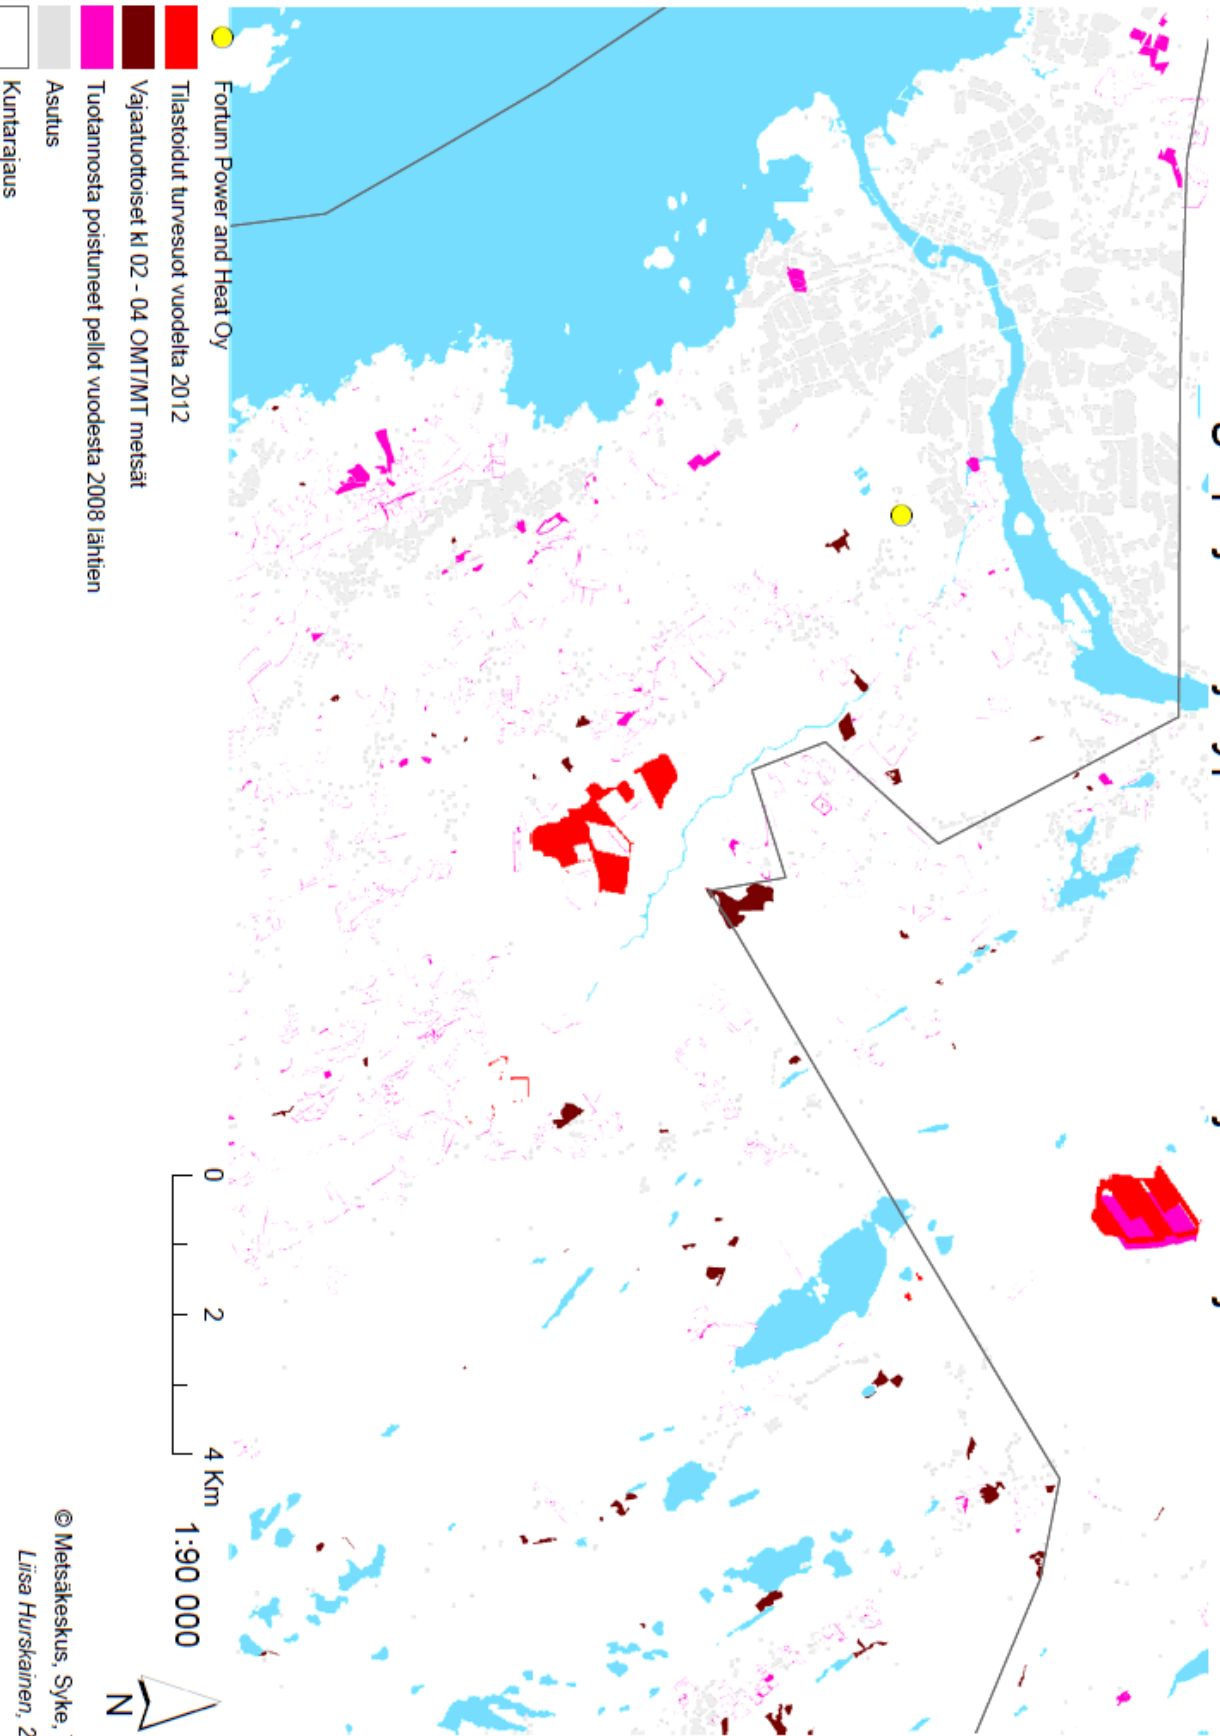 Fortum Power and Heat Oy
Tilastoidut turvesuot vuodelta 2012
Vajaatuottoiset kl 02 - 04 OMT/MT metsät
Tuotannosta poistuneet pellot vuodesta 2008 lähtien
Asutus
Kuntarajaus
0 2 4 Km
1:90 000
N
© Metsäkeskus, Syke,
Liisa Hurskainen, 2